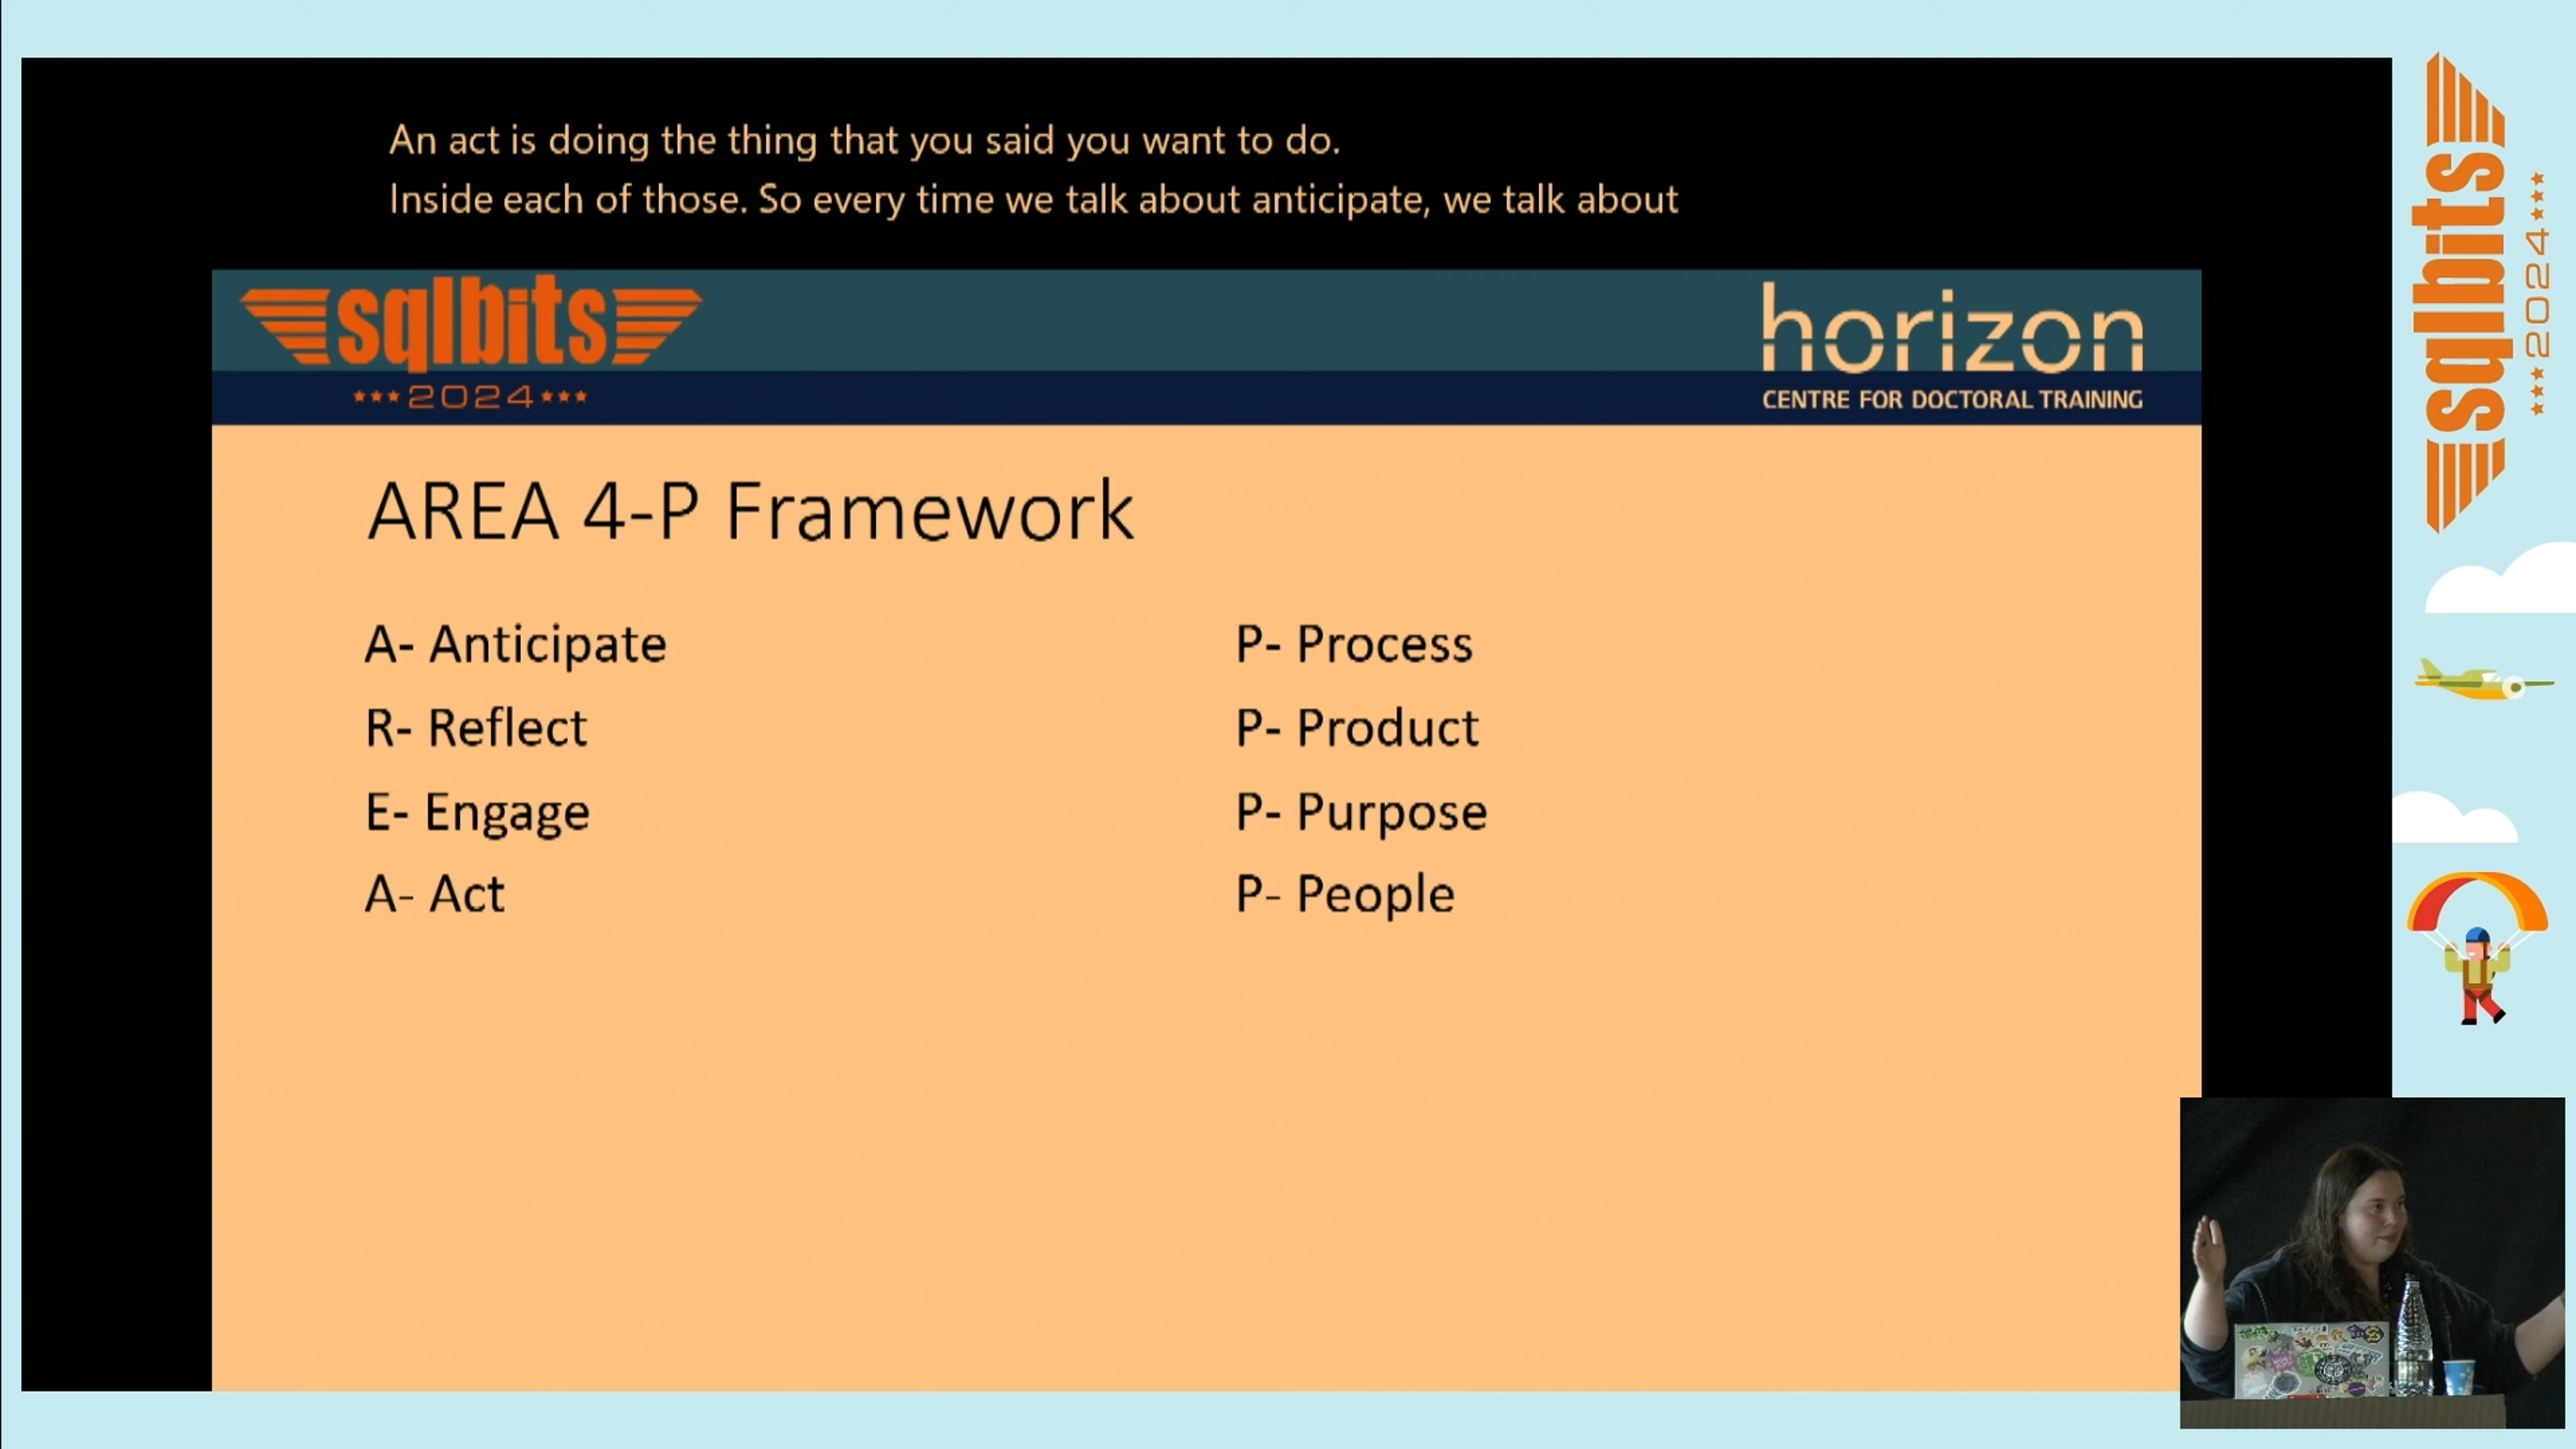 An act is doing the thing that you said you want to do.
Inside each of those. So every time we talk about anticipate, we talk about
sqlbits
2024
horizon
CENTRE FOR DOCTORAL TRAINING
AREA 4-P Framework
A- Anticipate
R- Reflect
E- Engage
A- Act
P- Process
P- Product
P- Purpose
P- People
sqlbits
2024